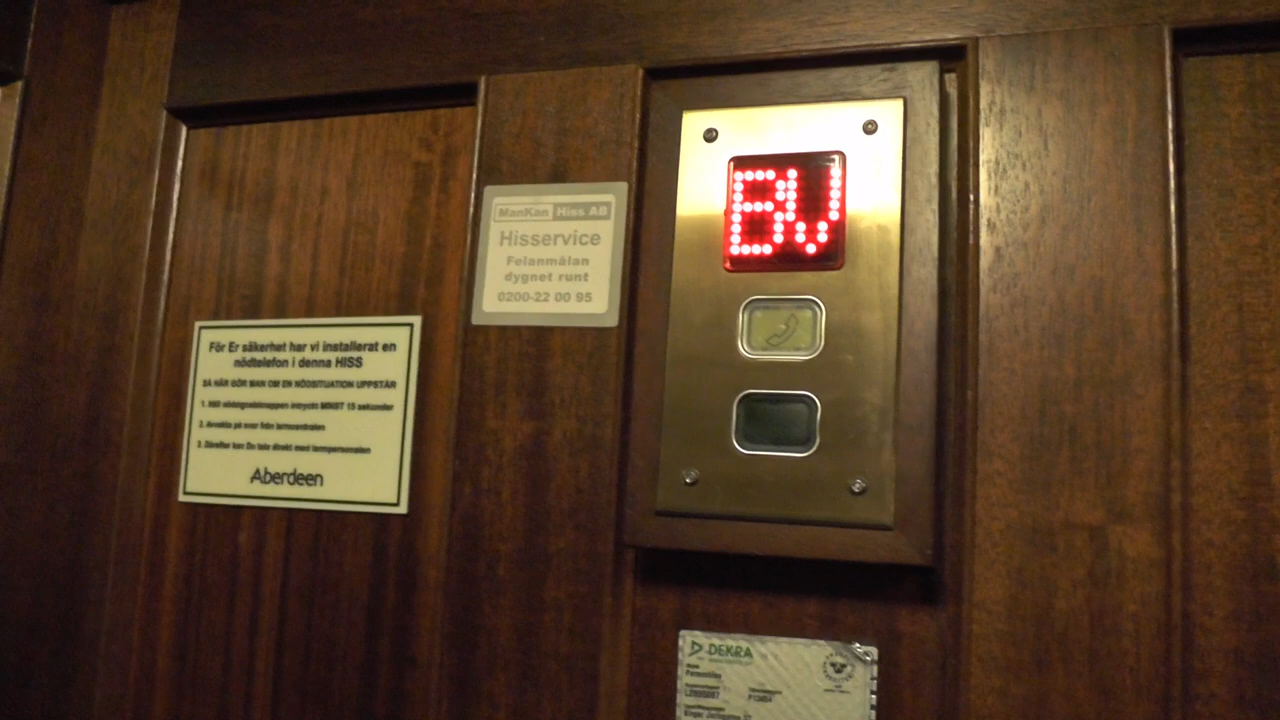 För Er säkerhet har vi installerat en
nödtelefon i denna HISS
SÅ HÄR GÖR MAN OM EN NÖDSITUATION UPPSTÅR
1. Håll nödsignalsknappen intryckt MINST 15 sekunder
2. Avvakta på svar från larmcentralen
3. Därefter kan Du tala direkt med larmpersonalen
Aberdeen
ManKan Hiss AB
Hisservice
Felanmälan
dygnet runt
0200-22 00 95
BV
DEKRA